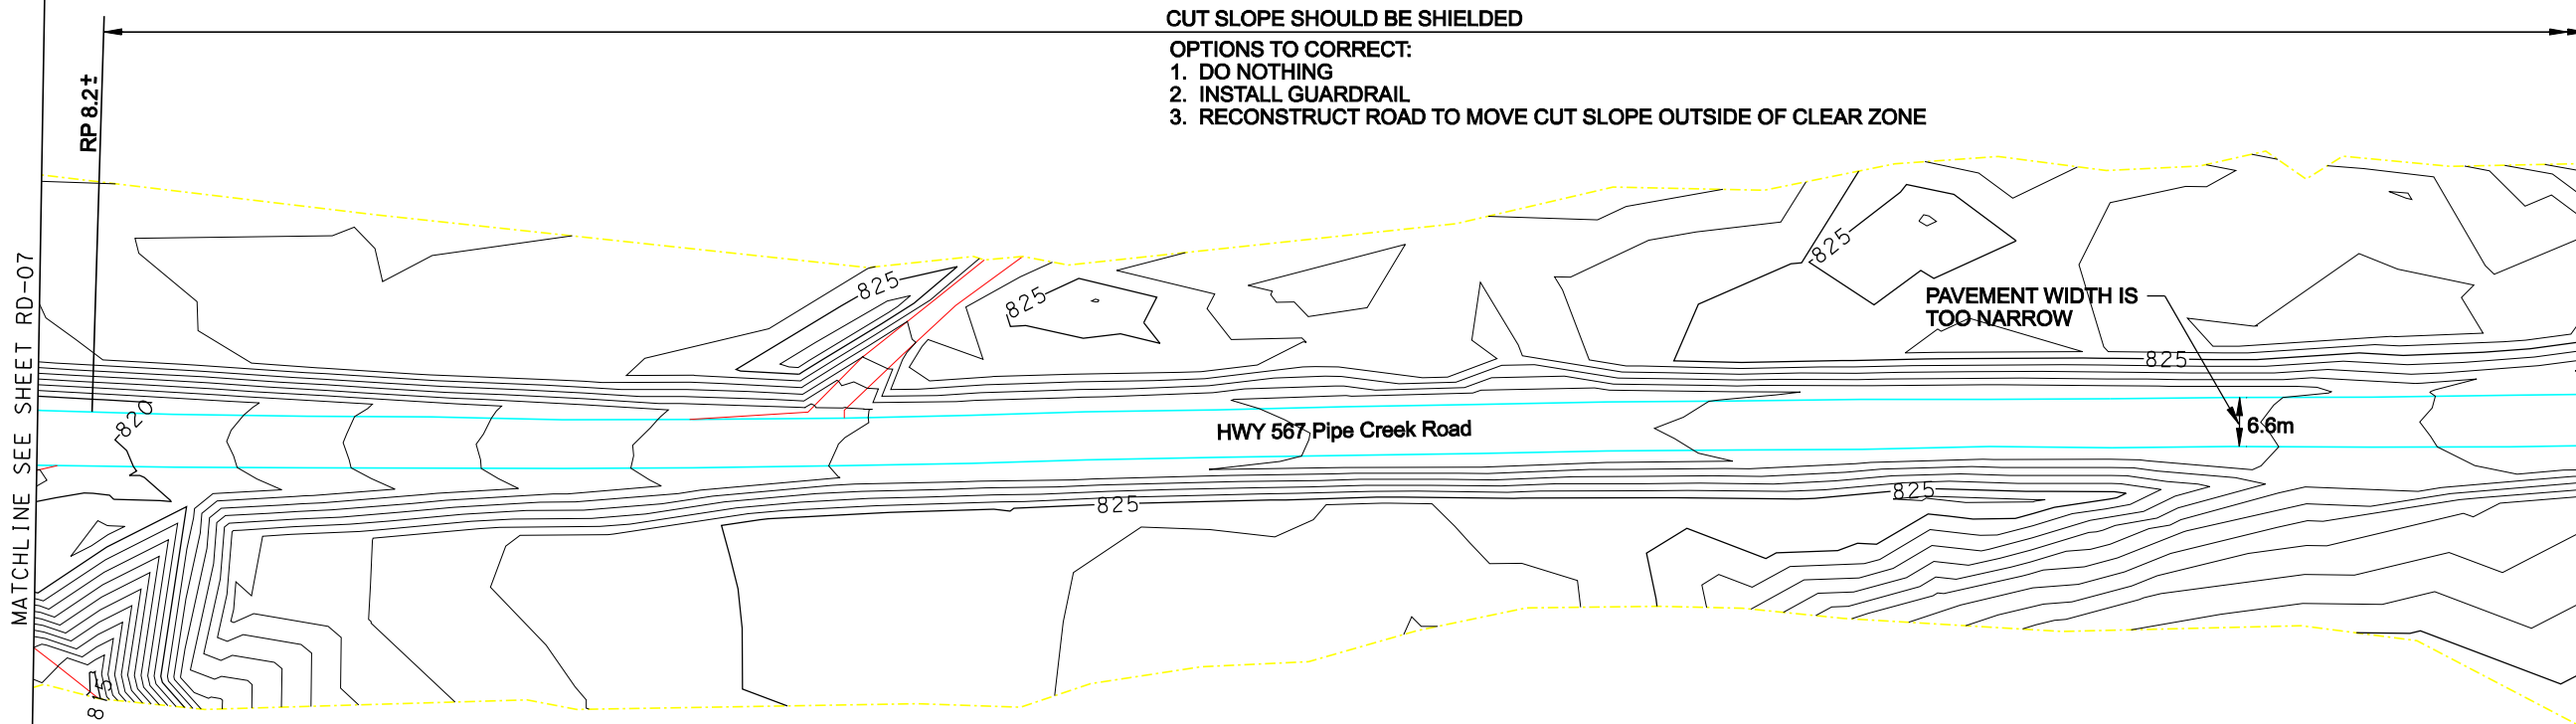 CUT SLOPE SHOULD BE SHIELDED
OPTIONS TO CORRECT:
1. DO NOTHING
2. INSTALL GUARDRAIL
3. RECONSTRUCT ROAD TO MOVE CUT SLOPE OUTSIDE OF CLEAR ZONE
RP 8.2±
MATCHLINE SEE SHEET RD-07
825
825
825
PAVEMENT WIDTH IS
TOO NARROW
825
820
HWY 567 Pipe Creek Road
6.6m
825
825
815